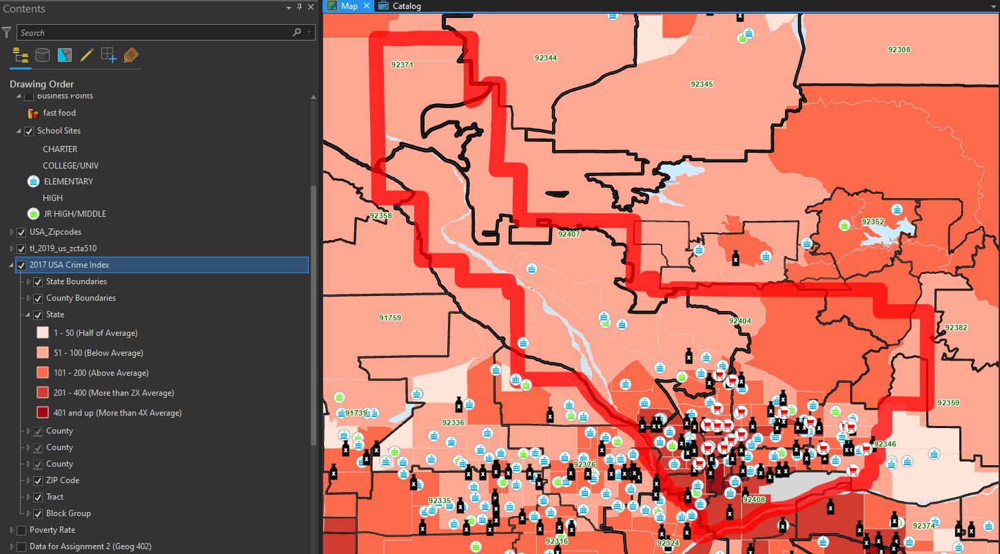 Contents
Map
Catalog
Search
Drawing Order
Business Points
fast food
School Sites
CHARTER
COLLEGE/UNIV
ELEMENTARY
HIGH
JR HIGH/MIDDLE
USA_Zipcodes
tl_2019_us_zcta510
2017 USA Crime Index
State Boundaries
County Boundaries
State
1 - 50 (Half of Average)
51 - 100 (Below Average)
101 - 200 (Above Average)
201 - 400 (More than 2X Average)
401 and up (More than 4X Average)
County
County
County
ZIP Code
Tract
Block Group
Poverty Rate
Data for Assignment 2 (Geog 402)
92371
92344
92308
92345
92358
92407
92352
91759
92404
92382
91739
92336
92359
92346
92376
92335
92408
92374
92316
92324